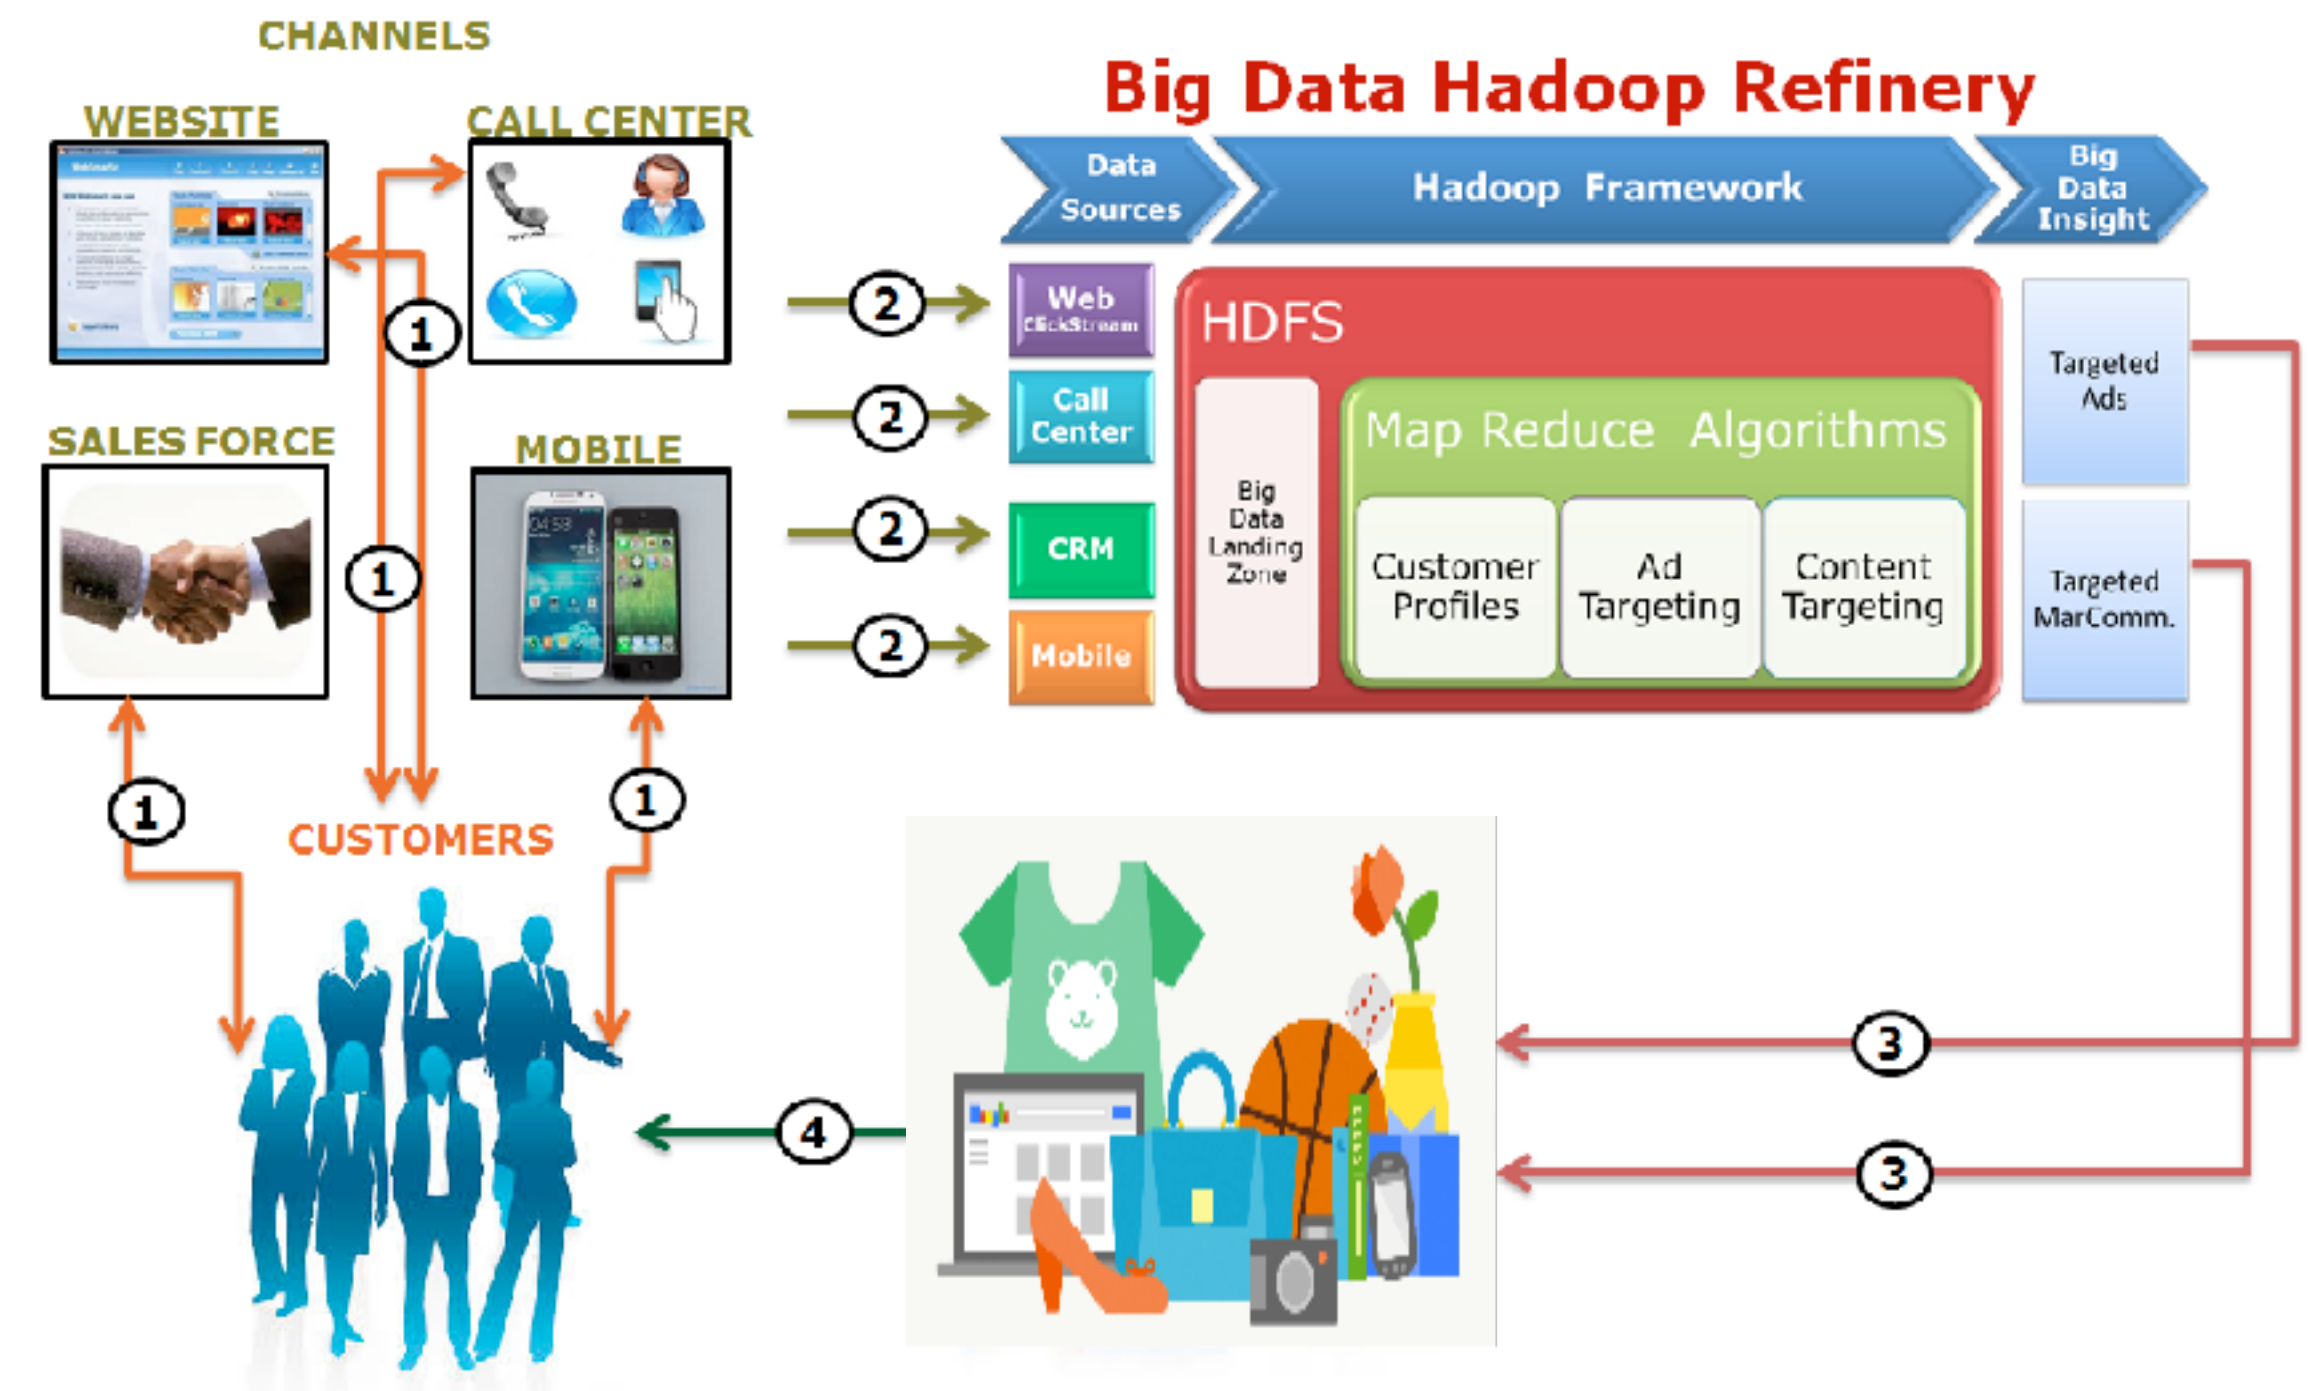 CHANNELS
WEBSITE
CALL CENTER
SALES FORCE
MOBILE
04:53
1
1
1
1
CUSTOMERS
Big Data Hadoop Refinery
Data
Sources
Hadoop Framework
Big
Data
Insight
2
2
2
2
Web
ClickStream
Call
Center
CRM
Mobile
HDFS
Big
Data
Landing
Zone
Map Reduce Algorithms
Customer
Profiles
Ad
Targeting
Content
Targeting
Targeted
Ads
Targeted
MarComm.
3
3
4